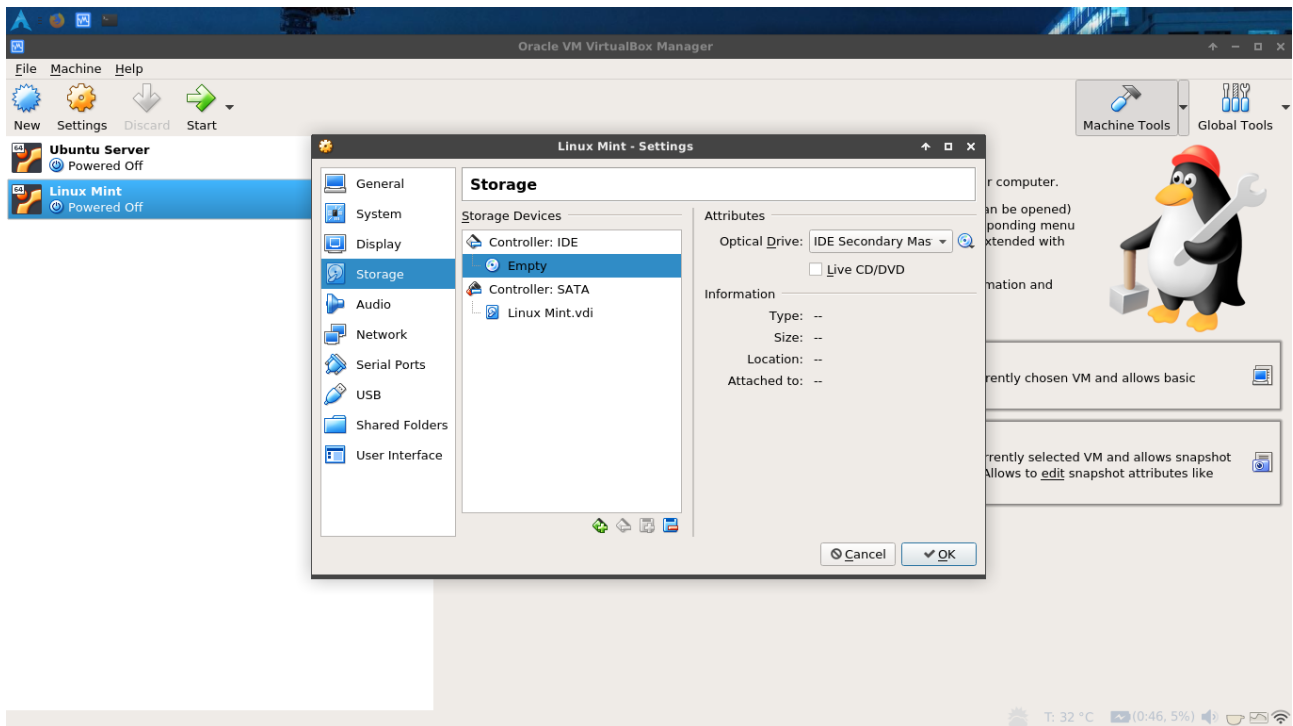 Oracle VM VirtualBox Manager
File Machine Help
New Settings Discard Start
Machine Tools Global Tools
64 Ubuntu Server
Powered Off
64 Linux Mint
Powered Off
Linux Mint - Settings
General
System
Display
Storage
Audio
Network
Serial Ports
USB
Shared Folders
User Interface
Storage
Storage Devices
Controller: IDE
Empty
Controller: SATA
Linux Mint.vdi
Attributes
Optical Drive: IDE Secondary Mas
Live CD/DVD
Information
Type: --
Size: --
Location: --
Attached to: --
Cancel OK
r computer.
an be opened)
ponding menu
xtended with
mation and
rently chosen VM and allows basic
rrently selected VM and allows snapshot
Allows to edit snapshot attributes like
T: 32 °C (0:46, 5%)